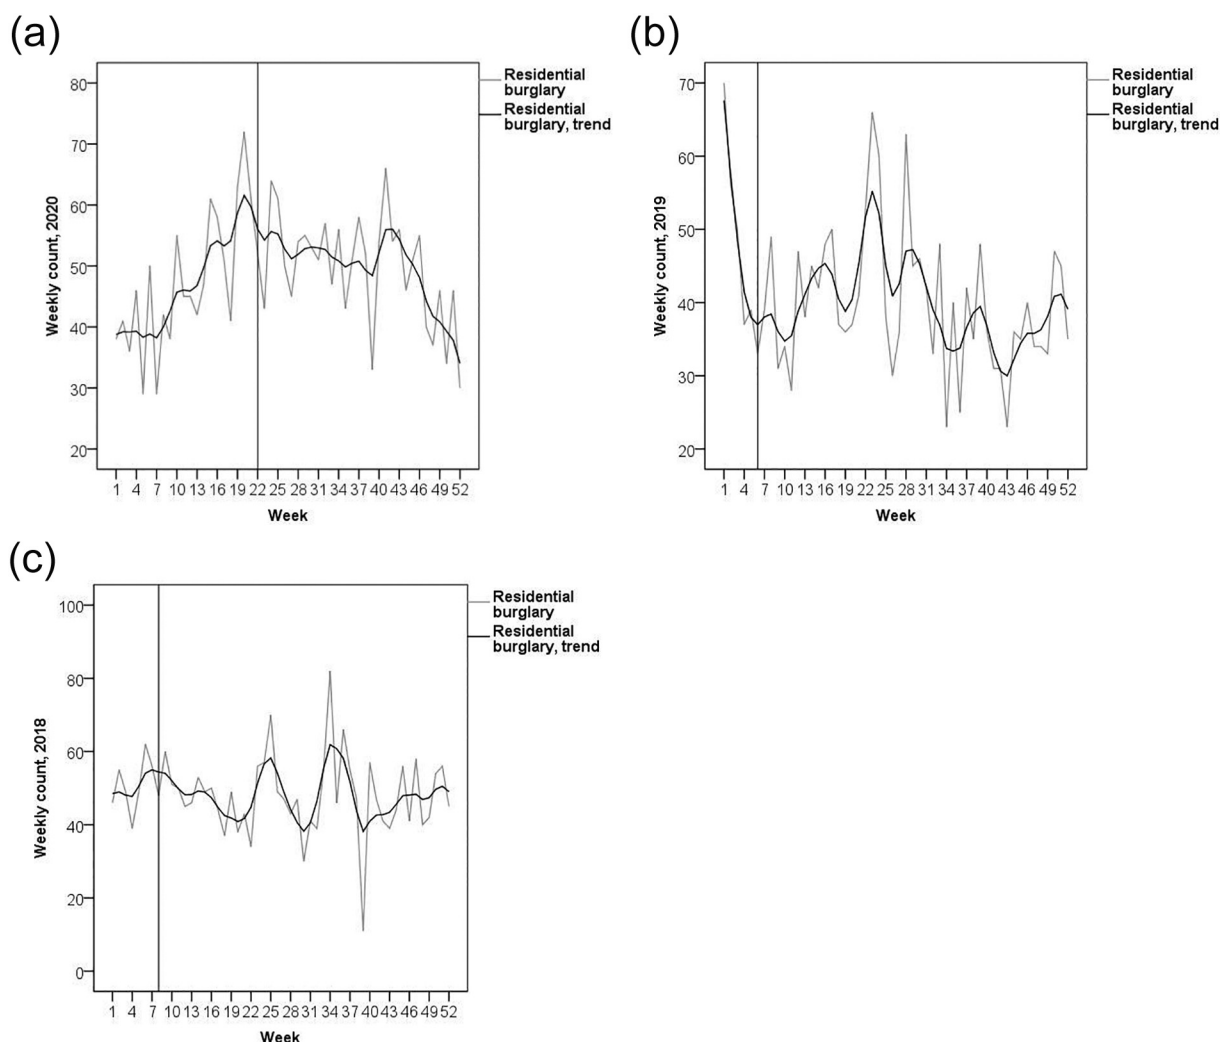 (a)
Weekly count, 2020
80
70
60
50
40
30
20
1 4 7 10 13 16 19 22 25 28 31 34 37 40 43 46 49 52
Week
Residential
burglary
Residential
burglary, trend
(b)
Weekly count, 2019
70
60
50
40
30
20
1 4 7 10 13 16 19 22 25 28 31 34 37 40 43 46 49 52
Week
Residential
burglary
Residential
burglary, trend
(c)
Weekly count, 2018
100
80
60
40
20
0
1 4 7 10 13 16 19 22 25 28 31 34 37 40 43 46 49 52
Week
Residential
burglary
Residential
burglary, trend